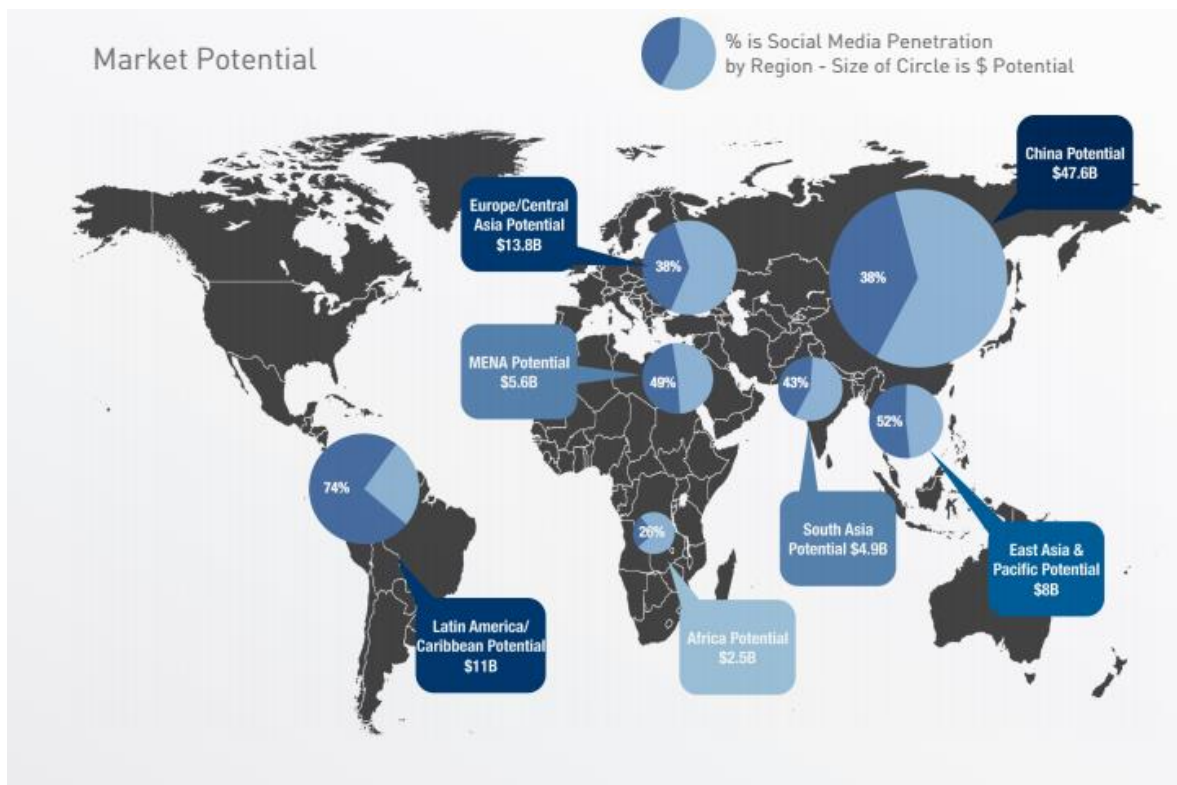 Market Potential
% is Social Media Penetration
by Region - Size of Circle is $ Potential
China Potential
$47.6B
Europe/Central
Asia Potential
$13.8B
38%
38%
MENA Potential
$5.6B
49%
43%
52%
74%
South Asia
Potential $4.9B
26%
East Asia &
Pacific Potential
$8B
Latin America/
Caribbean Potential
$11B
Africa Potential
$2.5B